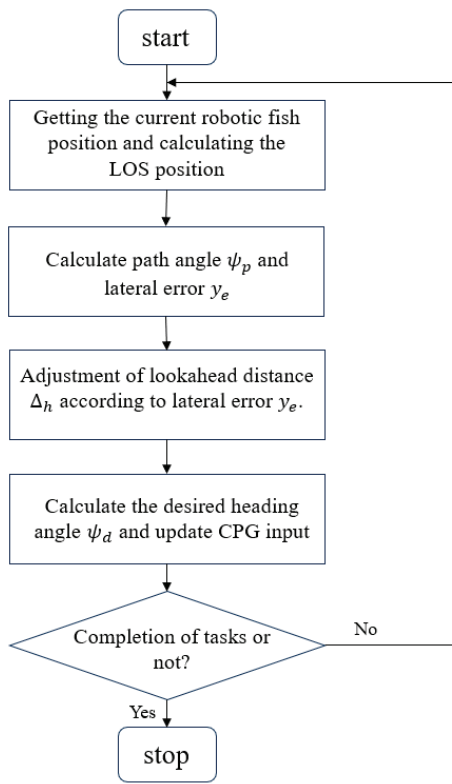 start
Getting the current robotic fish
position and calculating the
LOS position
Calculate path angle ψₚ and
lateral error yₑ
Adjustment of lookahead distance
Δₕ according to lateral error yₑ.
Calculate the desired heading
angle ψ_d and update CPG input
Completion of tasks or
not?
No
Yes
stop